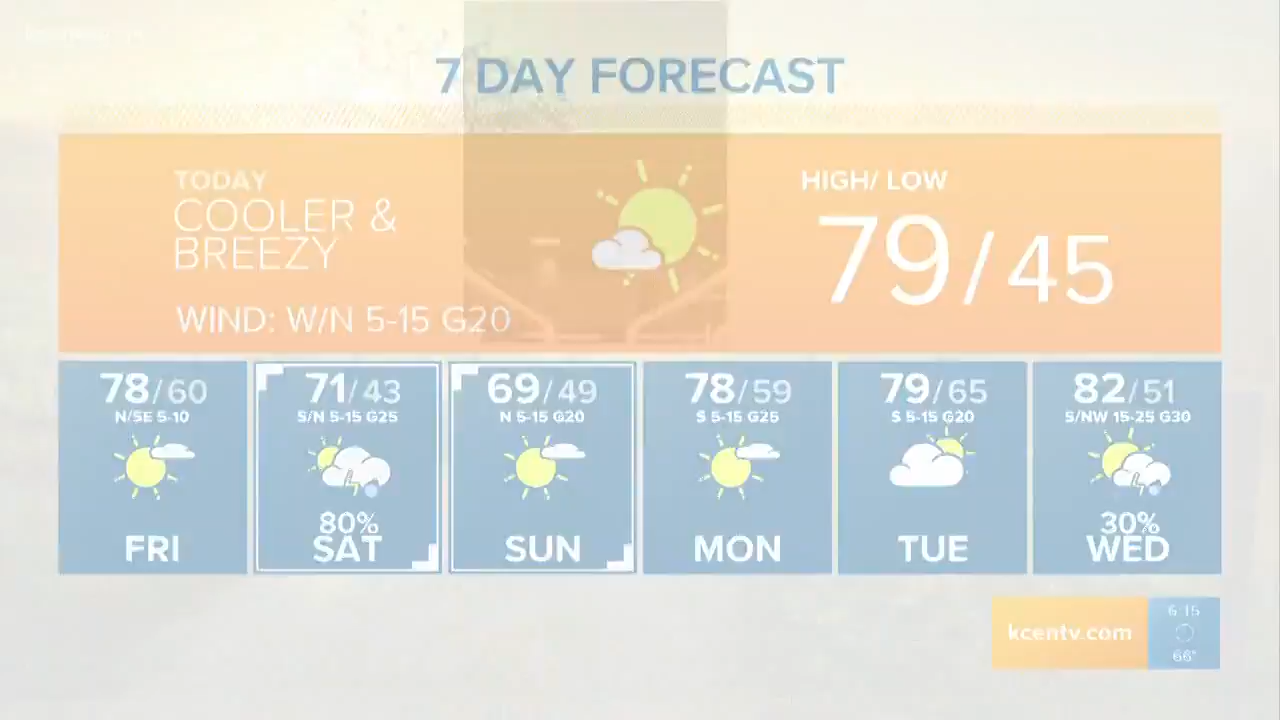 7 DAY FORECAST
TODAY
COOLER &
BREEZY
WIND: W/N 5-15 G20
HIGH/ LOW
79/45
78/60
N/SE 5-10
FRI
71/43
S/N 5-15 G25
80%
SAT
69/49
N 5-15 G20
SUN
78/59
S 5-15 G25
MON
79/65
S 5-15 G20
TUE
82/51
S/NW 15-25 G30
30%
WED
kcentv.com
6:15
66°